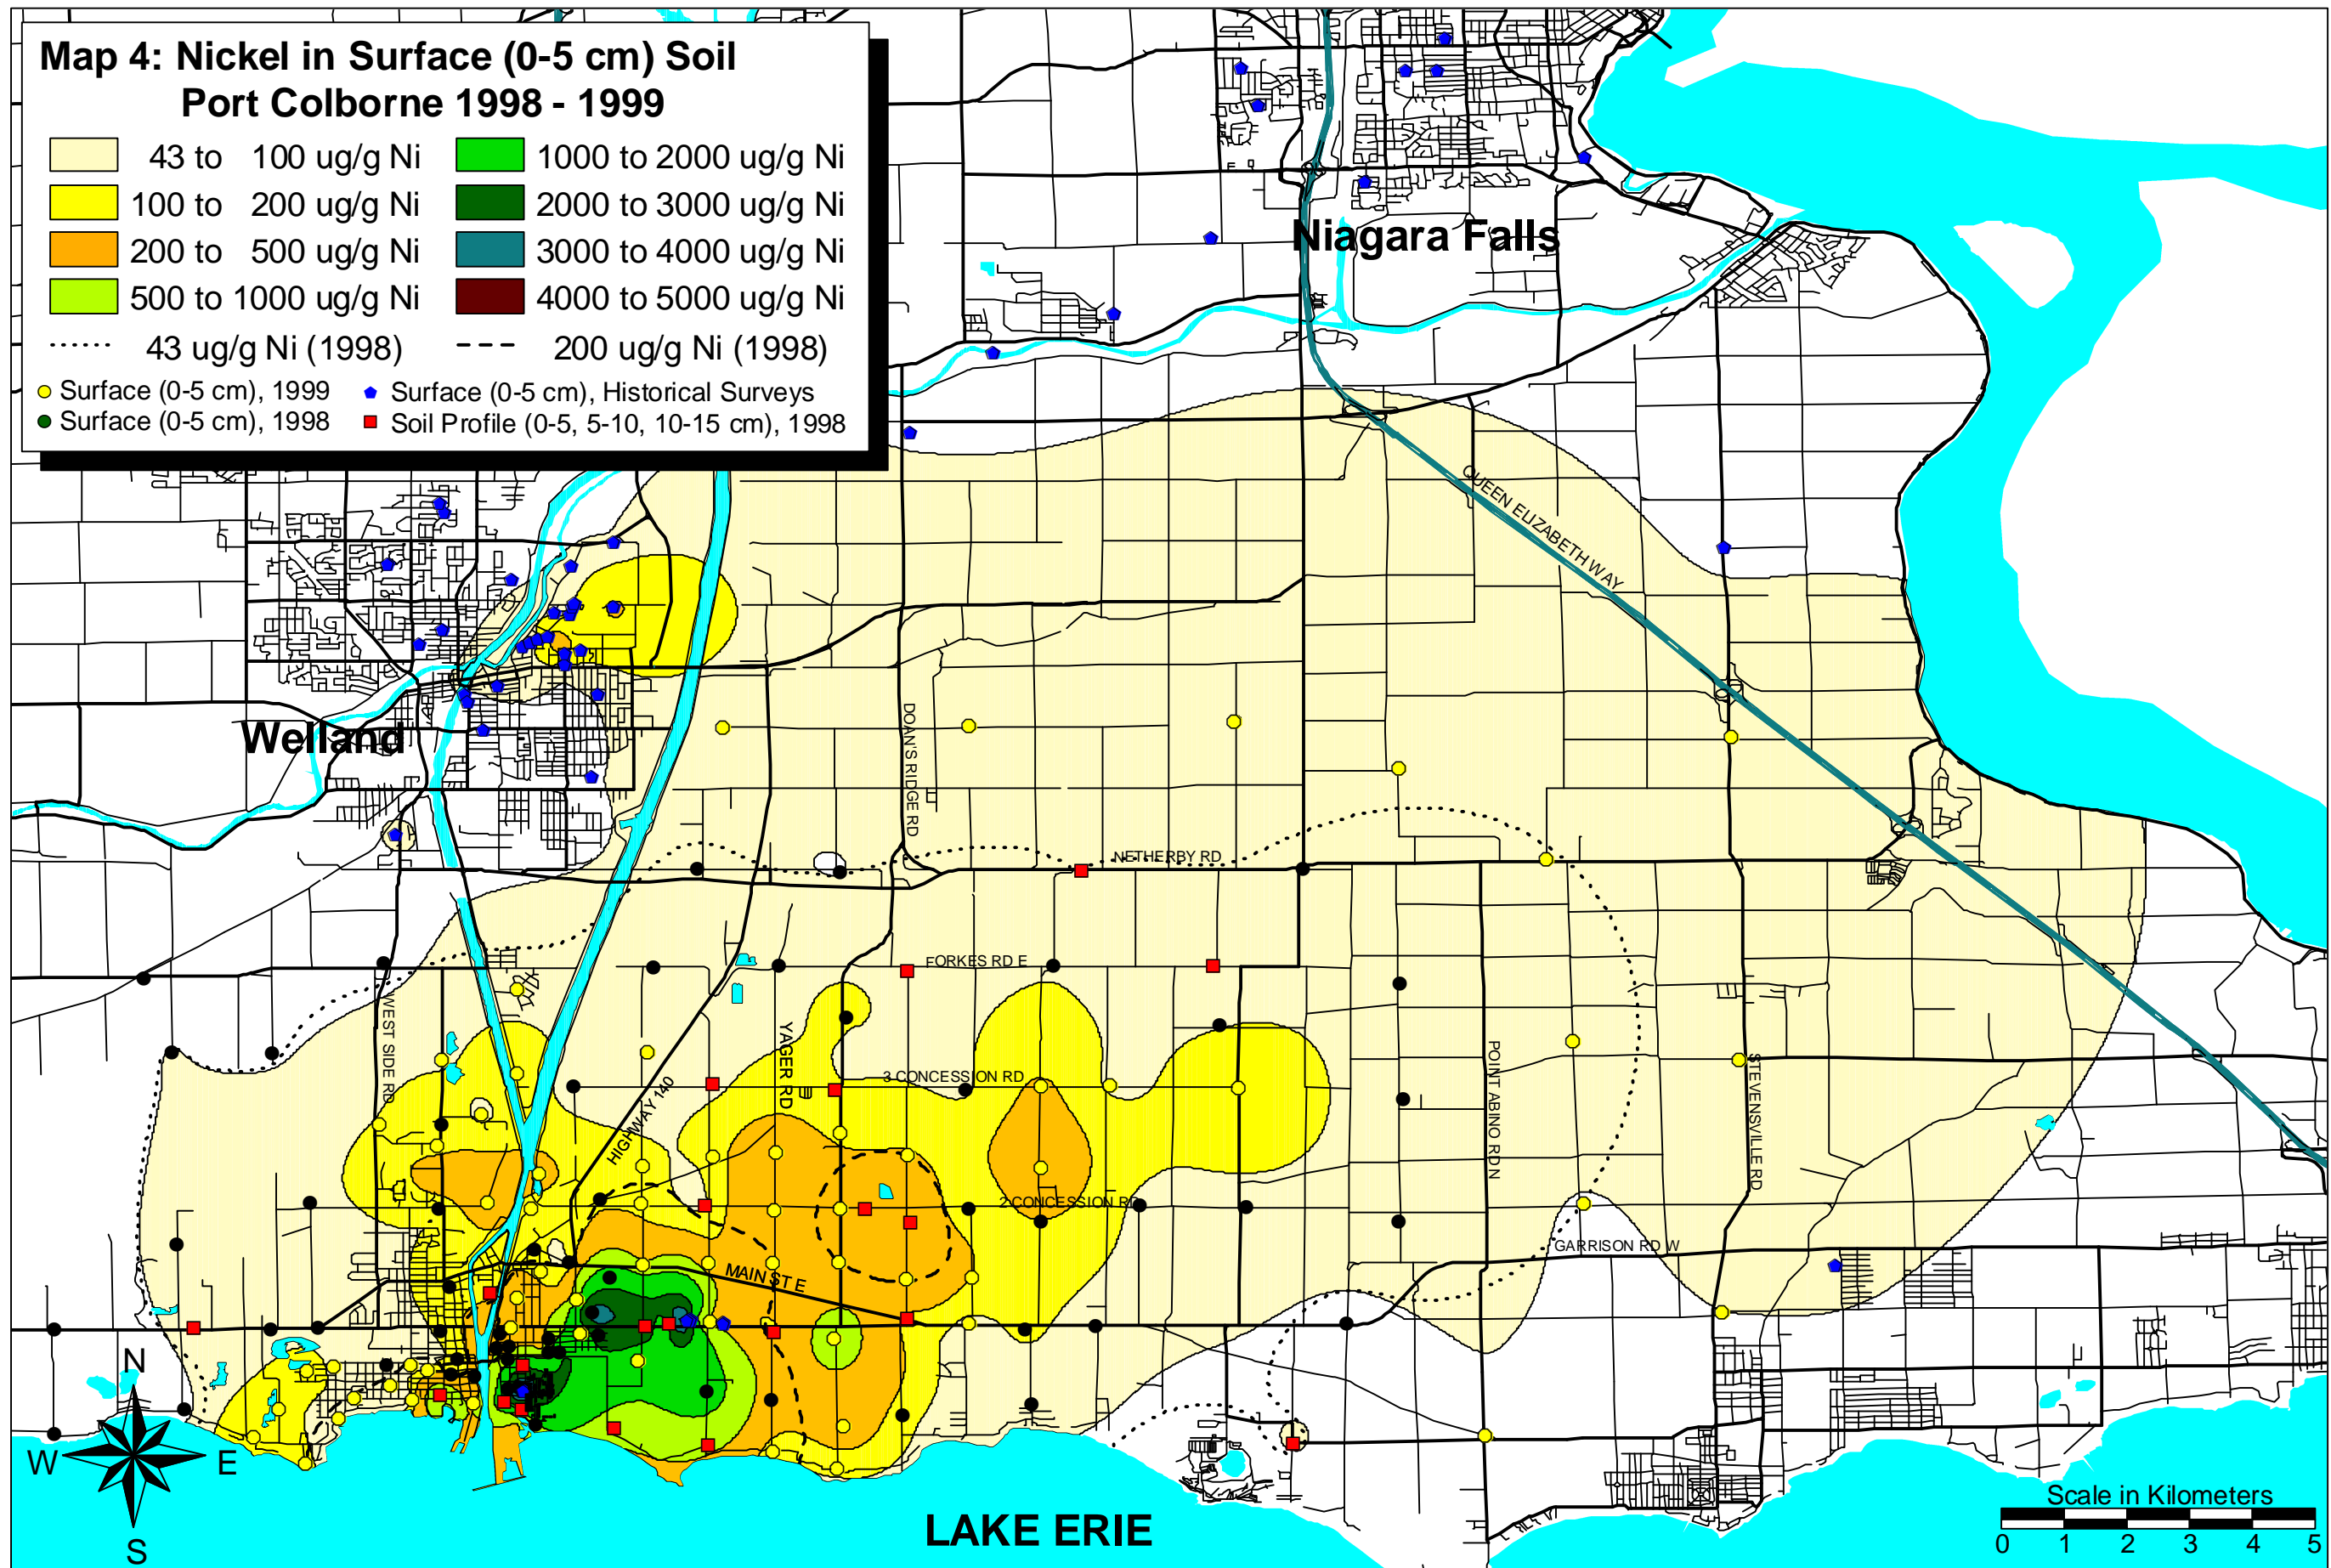 Map 4: Nickel in Surface (0-5 cm) Soil
Port Colborne 1998 - 1999
43 to 100 ug/g Ni
1000 to 2000 ug/g Ni
100 to 200 ug/g Ni
2000 to 3000 ug/g Ni
200 to 500 ug/g Ni
3000 to 4000 ug/g Ni
500 to 1000 ug/g Ni
4000 to 5000 ug/g Ni
43 ug/g Ni (1998)
200 ug/g Ni (1998)
Surface (0-5 cm), 1999
Surface (0-5 cm), Historical Surveys
Surface (0-5 cm), 1998
Soil Profile (0-5, 5-10, 10-15 cm), 1998
Niagara Falls
QUEEN ELIZABETH WAY
Welland
DOAN'S RIDGE RD
NETHERBY RD
FORKES RD E
WEST SIDE RD
YAGER RD
3 CONCESSION RD
HIGHWAY 140
POINT ABINO RD N
STEVENSVILLE RD
2 CONCESSION RD
GARRISON RD W
MAIN ST E
N
W
E
S
LAKE ERIE
Scale in Kilometers
0 1 2 3 4 5